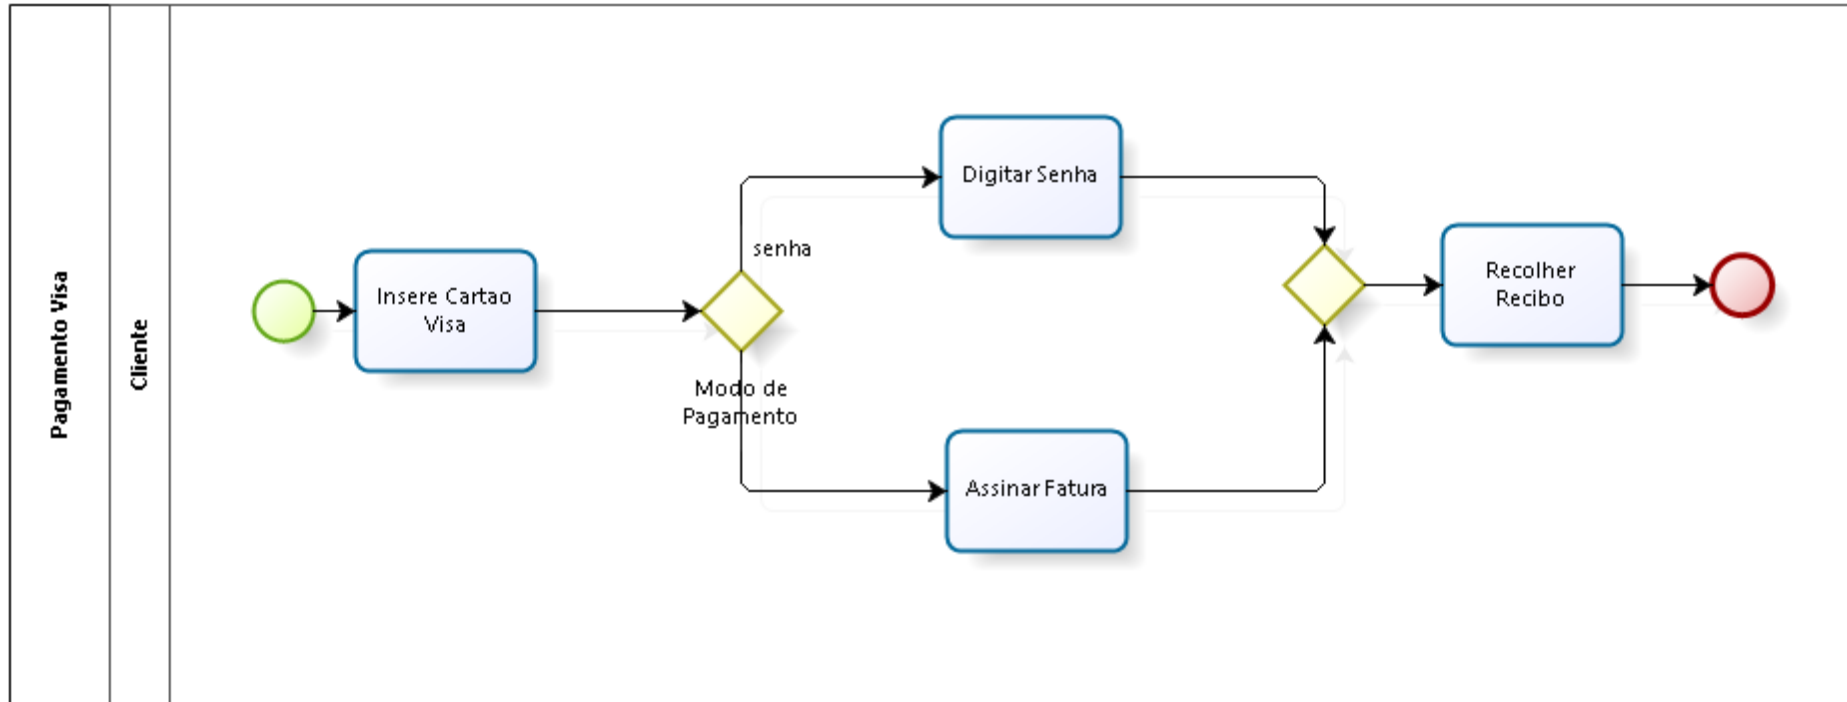 Pagamento Visa
Cliente
Insere Cartao
Visa
senha
Modo de
Pagamento
Digitar Senha
Assinar Fatura
Recolher
Recibo